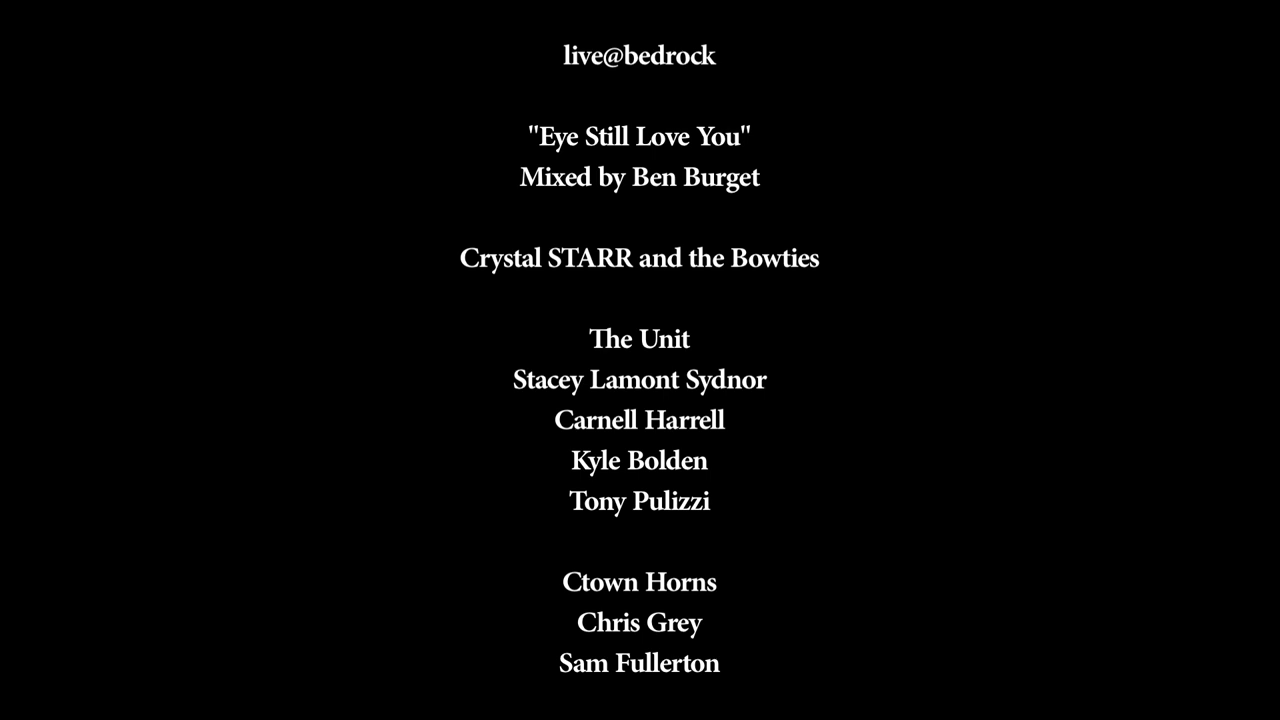 live@bedrock
"Eye Still Love You"
Mixed by Ben Burget
Crystal STARR and the Bowties
The Unit
Stacey Lamont Sydnor
Carnell Harrell
Kyle Bolden
Tony Pulizzi
Ctown Horns
Chris Grey
Sam Fullerton